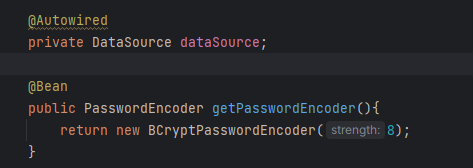 @Autowired
private DataSource dataSource;
@Bean
public PasswordEncoder getPasswordEncoder(){
return new BCryptPasswordEncoder( strength: 8);
}